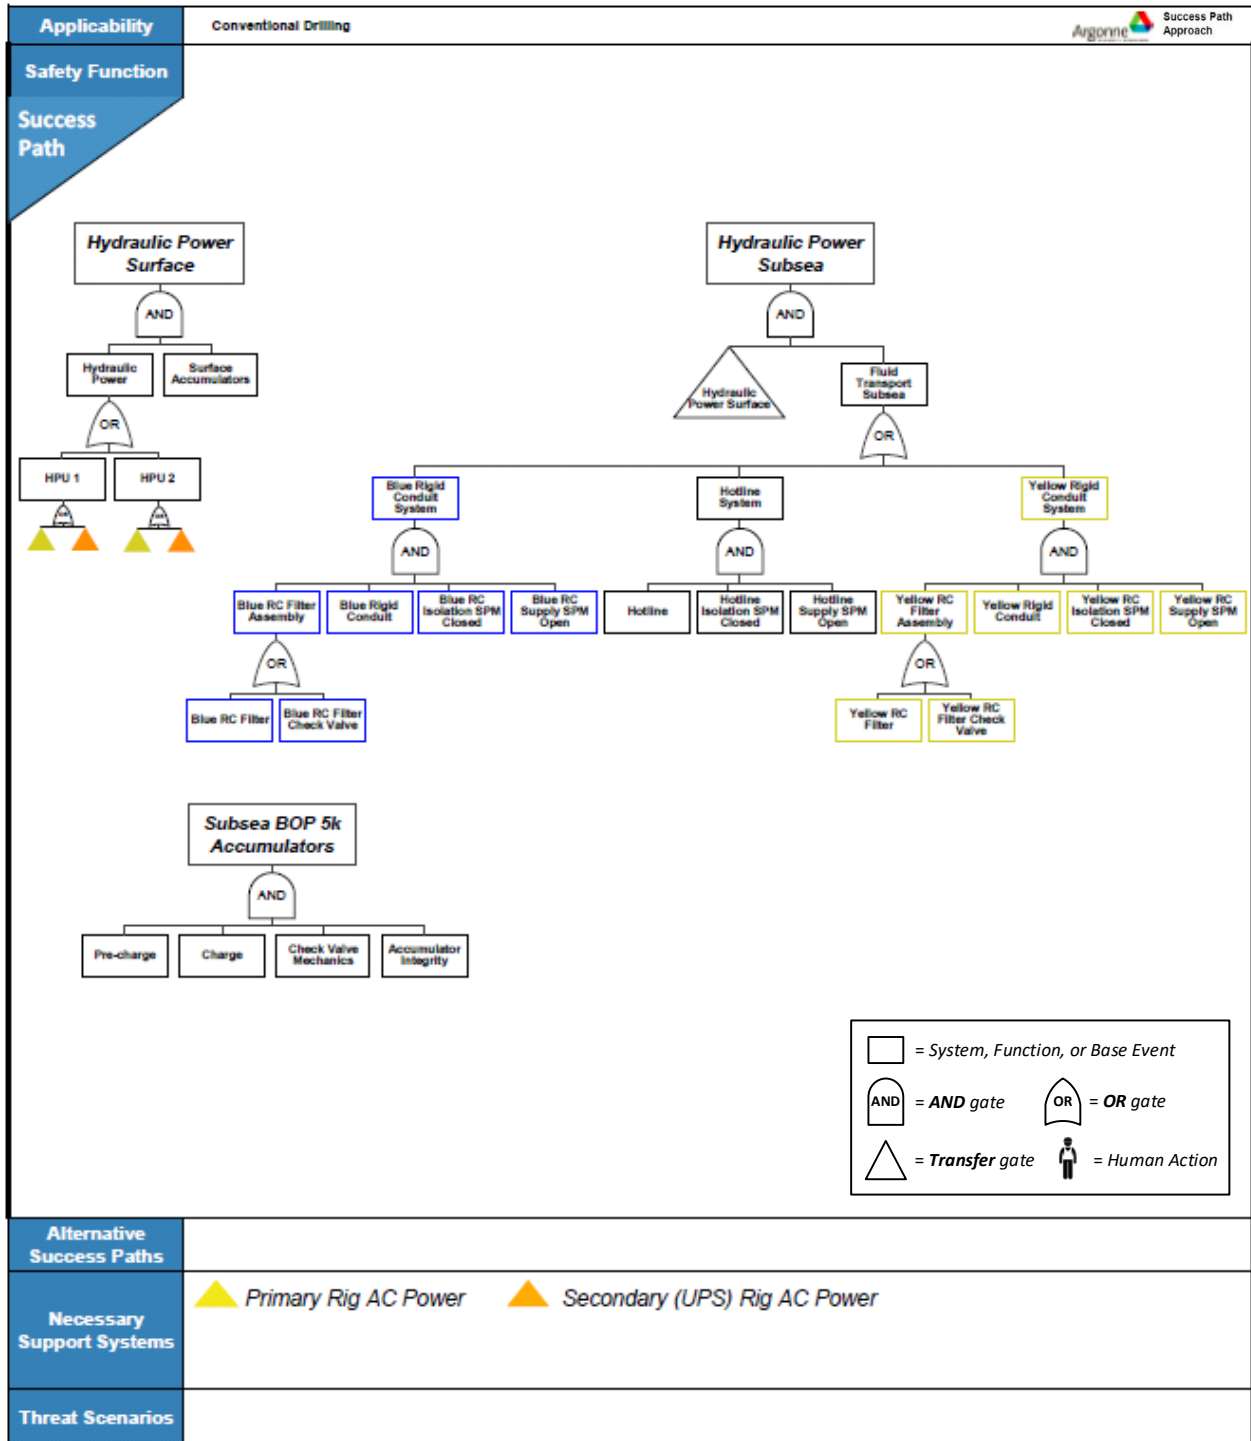 Applicability
Conventional Drilling
Argonne
Success Path
Approach
Safety Function
Success
Path
Hydraulic Power
Surface
AND
Hydraulic
Power
Surface
Accumulators
OR
HPU 1
HPU 2
Hydraulic Power
Subsea
AND
Hydraulic
Power Surface
Fluid
Transport
Subsea
OR
Blue Rigid
Conduit
System
Hotline
System
Yellow Rigid
Conduit
System
AND
AND
AND
Blue RC Filter
Assembly
Blue Rigid
Conduit
Blue RC
Isolation SPM
Closed
Blue RC
Supply SPM
Open
Hotline
Hotline
Isolation SPM
Closed
Hotline
Supply SPM
Open
Yellow RC
Filter
Assembly
Yellow Rigid
Conduit
Yellow RC
Isolation SPM
Closed
Yellow RC
Supply SPM
Open
OR
OR
Blue RC Filter
Blue RC Filter
Check Valve
Yellow RC
Filter
Yellow RC
Filter Check
Valve
Subsea BOP 5k
Accumulators
AND
Pre-charge
Charge
Check Valve
Mechanics
Accumulator
Integrity
= System, Function, or Base Event
AND = AND gate
OR = OR gate
= Transfer gate
= Human Action
Alternative
Success Paths
Necessary
Support Systems
Primary Rig AC Power
Secondary (UPS) Rig AC Power
Threat Scenarios